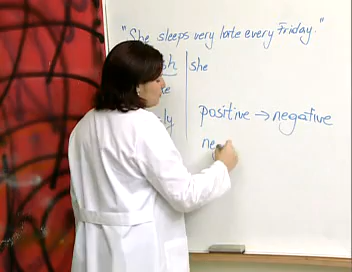 "She sleeps very late every Friday."
she
positive → negative
ne